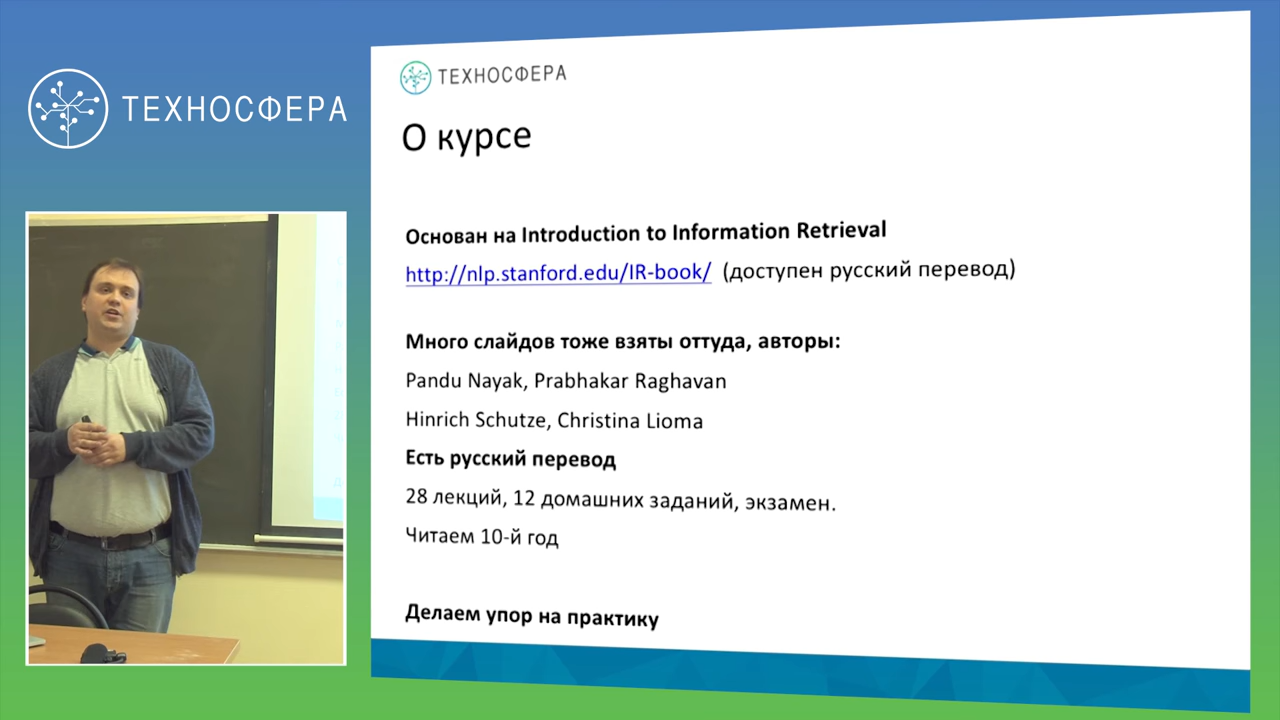 ТЕХНОСФЕРА
ТЕХНОСФЕРА
О курсе
Основан на Introduction to Information Retrieval
http://nlp.stanford.edu/IR-book/ (доступен русский перевод)
Много слайдов тоже взяты оттуда, авторы:
Pandu Nayak, Prabhakar Raghavan
Hinrich Schutze, Christina Lioma
Есть русский перевод
28 лекций, 12 домашних заданий, экзамен.
Читаем 10-й год
Делаем упор на практику